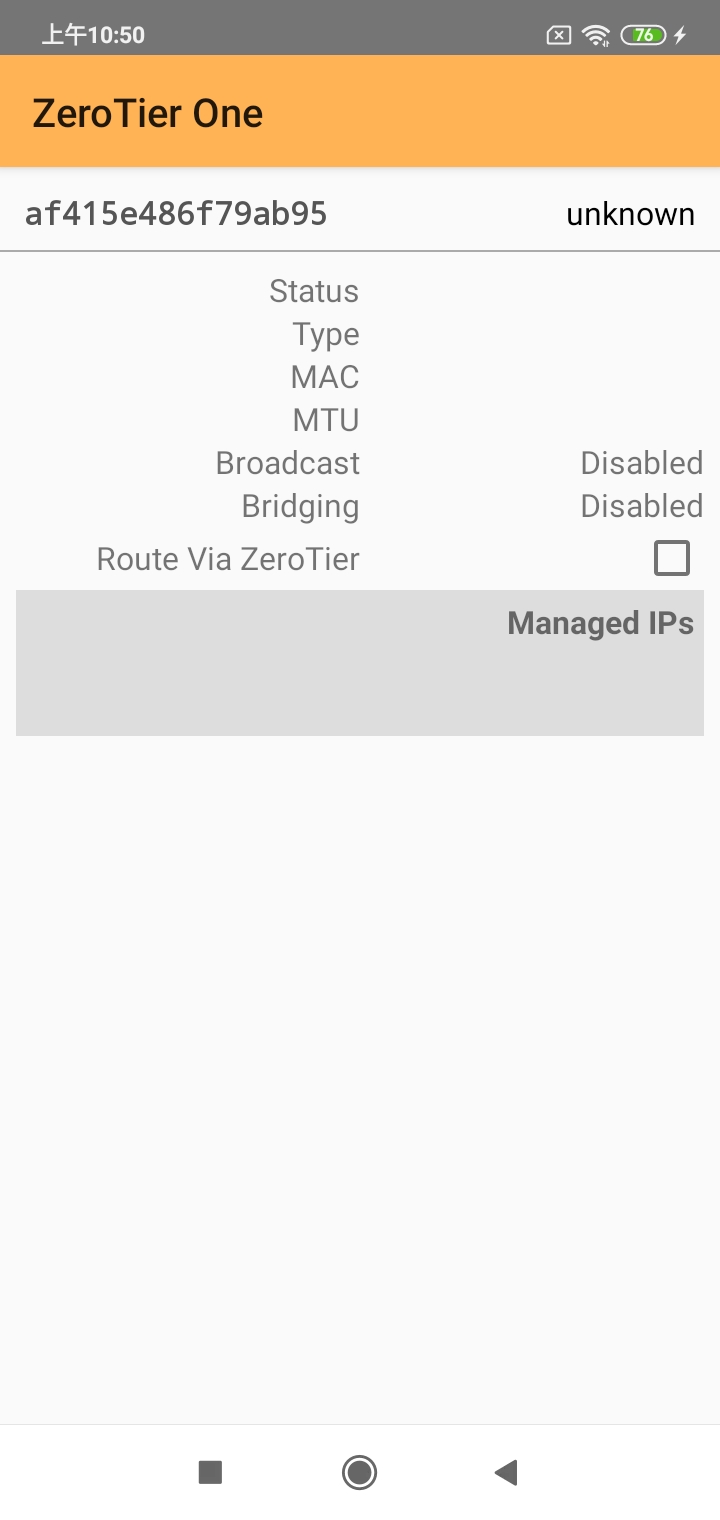 上午10:50 76
ZeroTier One
af415e486f79ab95 unknown
Status
Type
MAC
MTU
Broadcast Disabled
Bridging Disabled
Route Via ZeroTier
Managed IPs